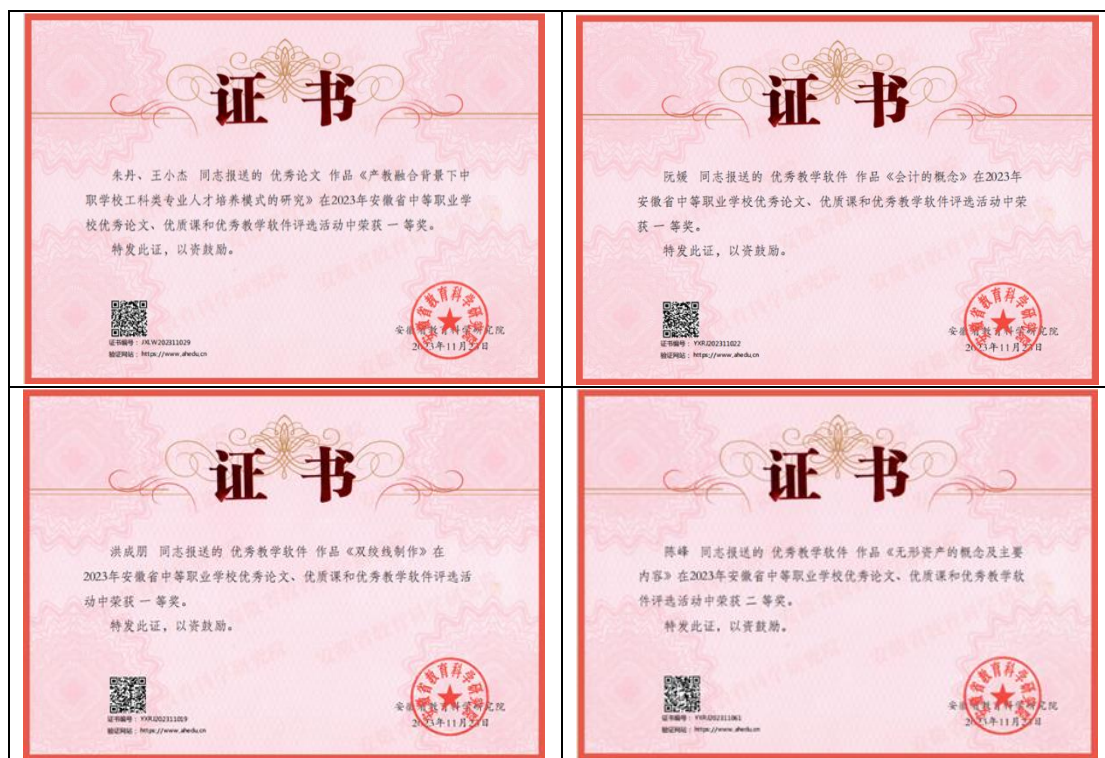 证 书
朱丹、王小杰 同志报送的 优秀论文 作品《产教融合背景下中
职学校工科类专业人才培养模式的研究》在2023年安徽省中等职业学
校优秀论文、优质课和优秀教学软件评选活动中荣获 一 等奖。
特发此证，以资鼓励。
证书编号：JXLW202311029
验证网站：https://www.ahedu.cn
安徽省教育科学研究院
2023年11月23日
证 书
阮媛 同志报送的 优秀教学软件 作品《会计的概念》在2023年
安徽省中等职业学校优秀论文、优质课和优秀教学软件评选活动中荣
获 一 等奖。
特发此证，以资鼓励。
证书编号：YXRJ202311022
验证网站：https://www.ahedu.cn
安徽省教育科学研究院
2023年11月23日
证 书
洪成朋 同志报送的 优秀教学软件 作品《双绞线制作》在
2023年安徽省中等职业学校优秀论文、优质课和优秀教学软件评选活
动中荣获 一 等奖。
特发此证，以资鼓励。
证书编号：YXRJ202311019
验证网站：https://www.ahedu.cn
安徽省教育科学研究院
2023年11月23日
证 书
陈峰 同志报送的 优秀教学软件 作品《无形资产的概念及主要
内容》在2023年安徽省中等职业学校优秀论文、优质课和优秀教学软
件评选活动中荣获 二 等奖。
特发此证，以资鼓励。
证书编号：YXRJ202311061
验证网站：https://www.ahedu.cn
安徽省教育科学研究院
2023年11月23日